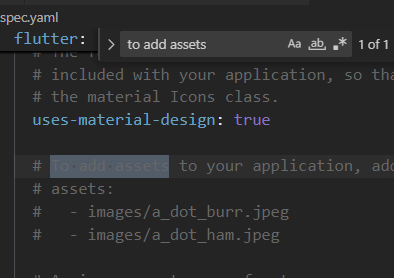 spec.yaml
flutter:
to add assets
Aa ab .* 1 of 1
# included with your application, so tha
# the material Icons class.
uses-material-design: true
# To add assets to your application, add
# assets:
#   - images/a_dot_burr.jpeg
#   - images/a_dot_ham.jpeg